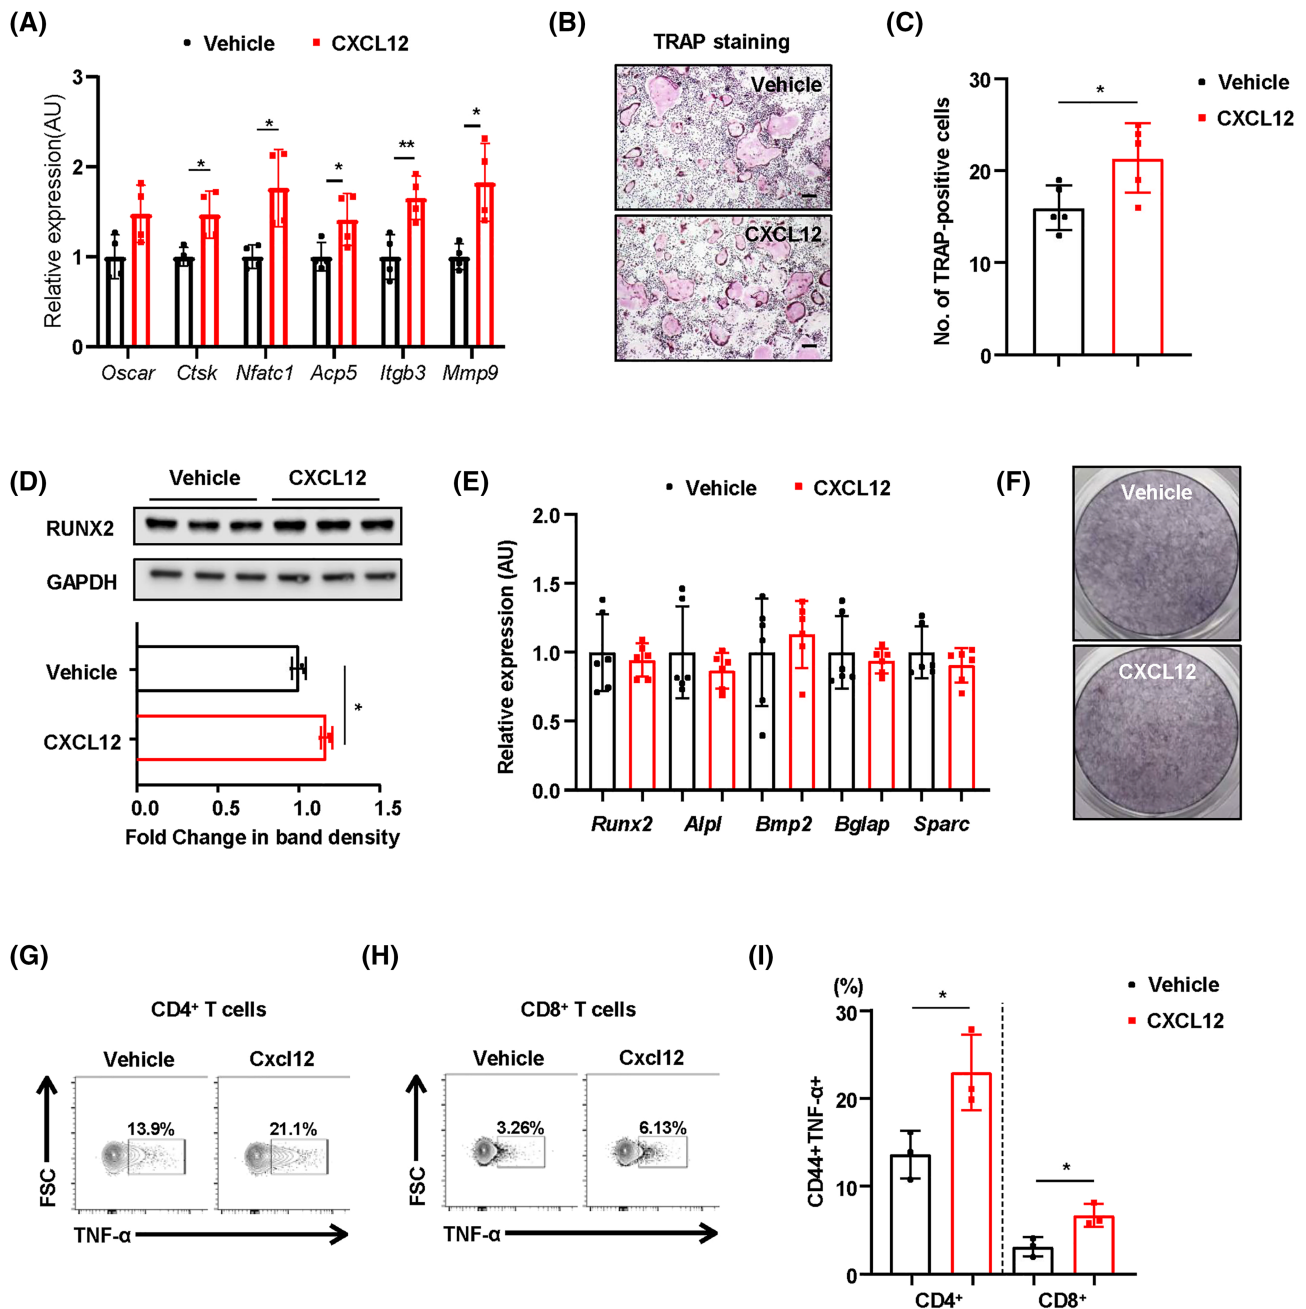 (A)
Vehicle CXCL12
Relative expression(AU)
3
2
1
0
* * * ** *
Oscar Ctsk Nfatc1 Acp5 Itgb3 Mmp9
(B)
TRAP staining
Vehicle
CXCL12
(C)
Vehicle
CXCL12
No. of TRAP-positive cells
30
20
10
0
*
(D)
Vehicle CXCL12
RUNX2
GAPDH
Vehicle
CXCL12
*
0.0 0.5 1.0 1.5
Fold Change in band density
(E)
Vehicle CXCL12
Relative expression (AU)
2.0
1.5
1.0
0.5
0.0
Runx2 Alpl Bmp2 Bglap Sparc
(F)
Vehicle
CXCL12
(G)
CD4+ T cells
Vehicle Cxcl12
13.9% 21.1%
FSC
TNF-α
(H)
CD8+ T cells
Vehicle Cxcl12
3.26% 6.13%
FSC
TNF-α
(I)
Vehicle
CXCL12
(%)
CD44+TNF-α+
30
20
10
0
* *
CD4+ CD8+